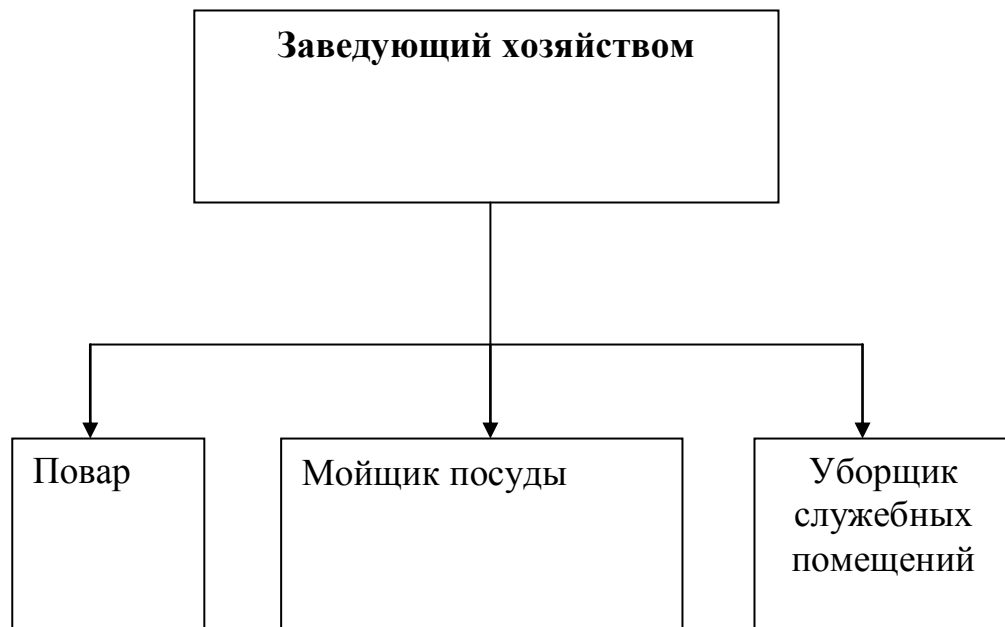 Заведующий хозяйством
Повар
Мойщик посуды
Уборщик
служебных
помещений